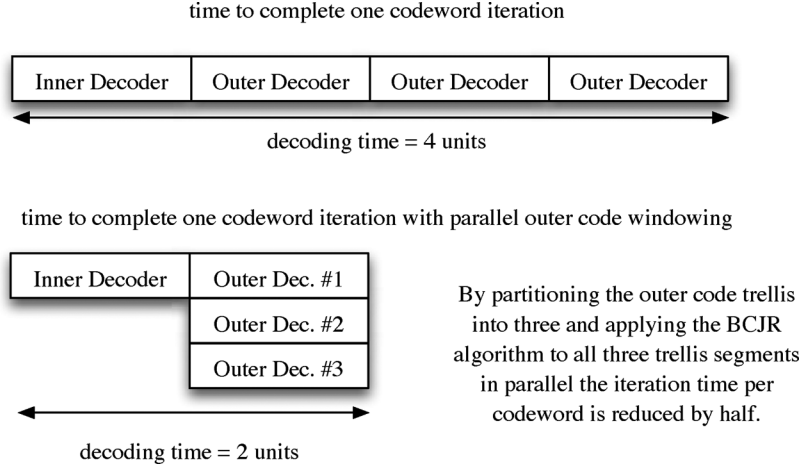 time to complete one codeword iteration
Inner Decoder Outer Decoder Outer Decoder Outer Decoder
decoding time = 4 units
time to complete one codeword iteration with parallel outer code windowing
Inner Decoder Outer Dec. #1
Outer Dec. #2
Outer Dec. #3
decoding time = 2 units
By partitioning the outer code trellis
into three and applying the BCJR
algorithm to all three trellis segments
in parallel the iteration time per
codeword is reduced by half.